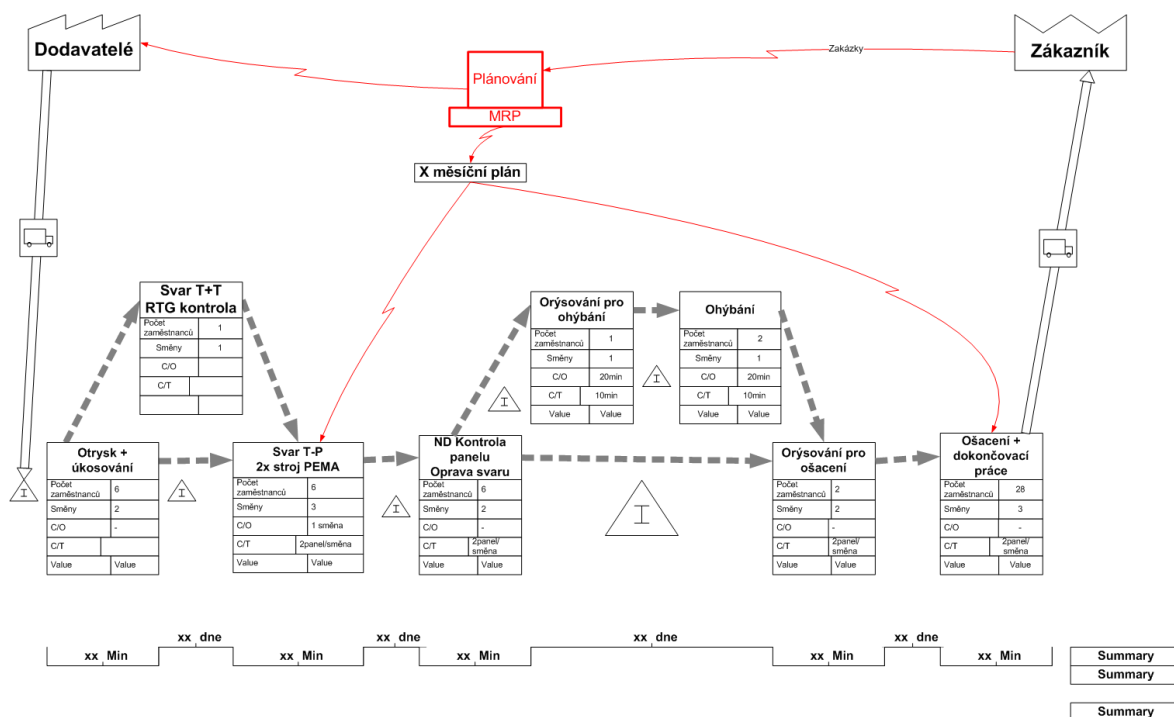 Dodavatelé
Zakázky
Zákazník
Plánování
MRP
X měsíční plán
Svar T+T
RTG kontrola
Počet
zaměstnanců
1
Směny
1
C/O
C/T
Orýsování pro
ohýbání
Počet
zaměstnanců
1
Směny
1
C/O
20min
C/T
10min
Value
Value
Ohýbání
Počet
zaměstnanců
2
Směny
1
C/O
20min
C/T
10min
Value
Value
I
I
Otrysk +
úkosování
Počet
zaměstnanců
6
Směny
2
C/O
-
C/T
Value
Value
I
I
Svar T-P
2x stroj PEMA
Počet
zaměstnanců
6
Směny
3
C/O
1 směna
C/T
2panel/směna
Value
Value
I
ND Kontrola
panelu
Oprava svaru
Počet
zaměstnanců
6
Směny
2
C/O
-
C/T
2panel/
směna
Value
Value
I
Orýsování pro
ošacení
Počet
zaměstnanců
2
Směny
2
C/O
-
C/T
2panel/
směna
Value
Value
Ošacení +
dokončovací
práce
Počet
zaměstnanců
28
Směny
3
C/O
-
C/T
2panel/
směna
Value
Value
xx dne
xx dne
xx dne
xx dne
xx Min
xx Min
xx Min
xx Min
xx Min
Summary
Summary
Summary